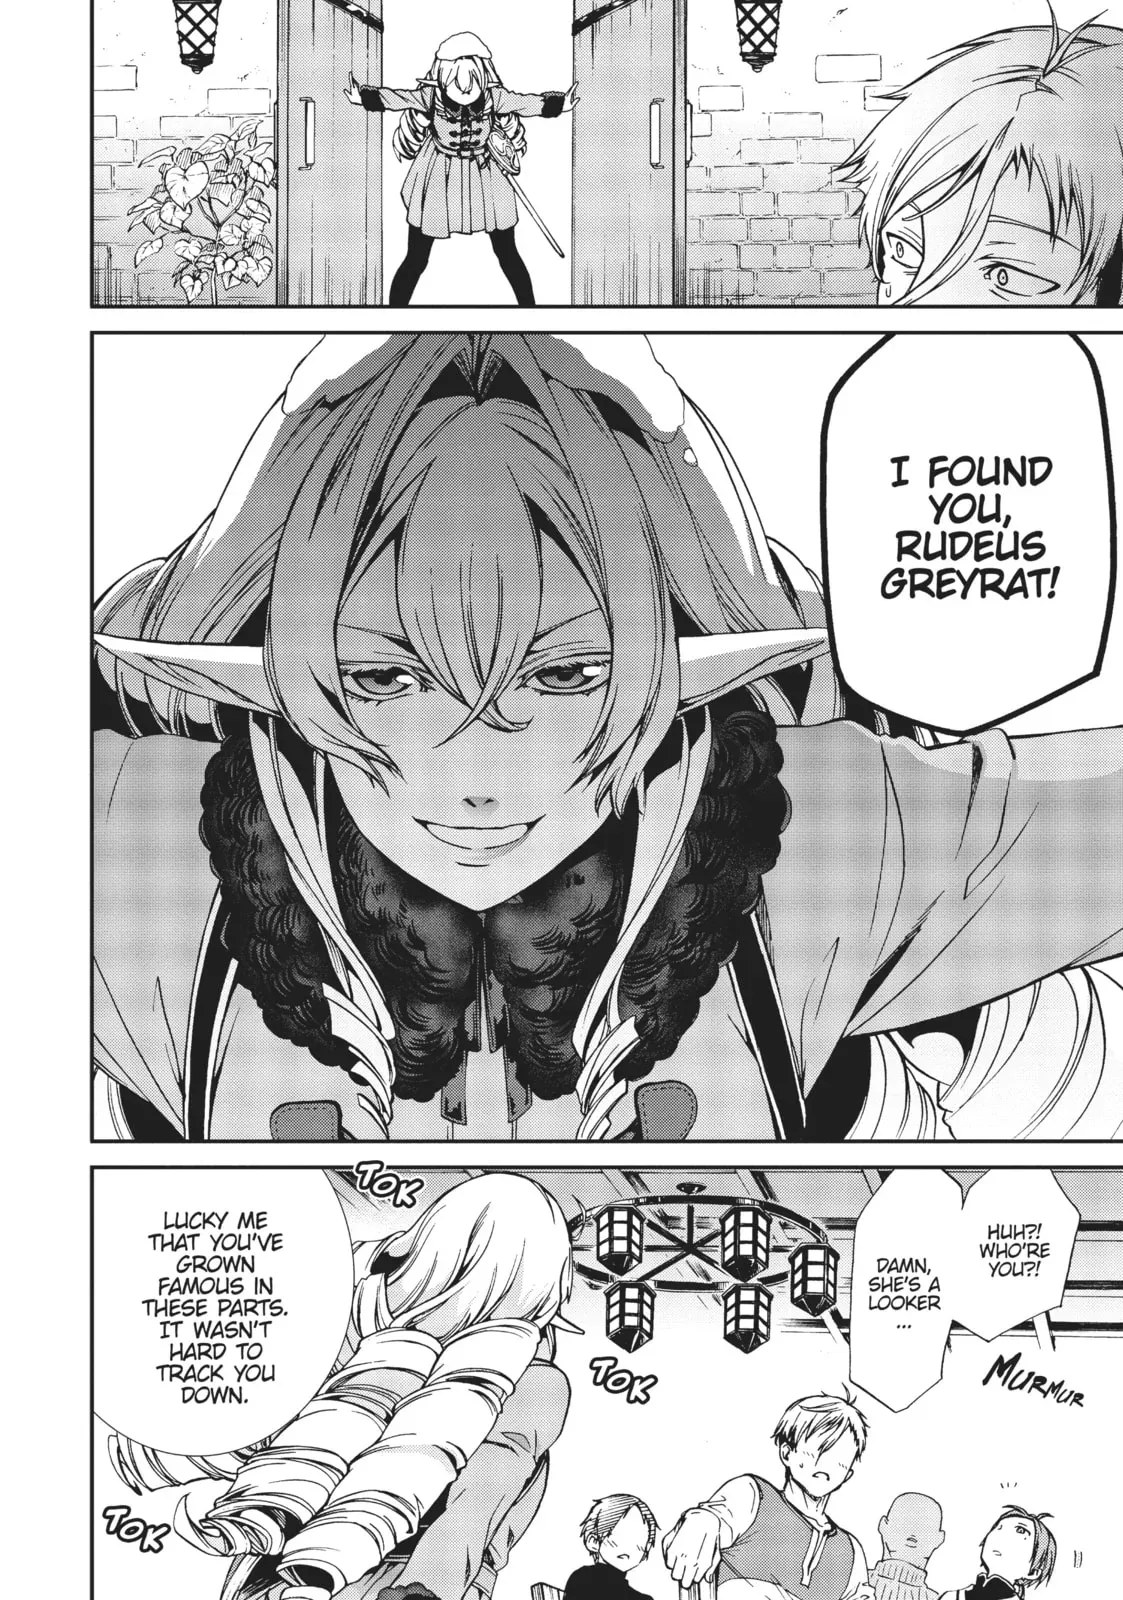 I FOUND
YOU,
RUDEUS
GREYRAT!
HUH?!
WHO'RE
YOU?!
DAMN,
SHE'S A
LOOKER
...
MURMUR
TOK
LUCKY ME
THAT YOU'VE
GROWN
FAMOUS IN
THESE PARTS.
IT WASN'T
HARD TO
TRACK YOU
DOWN.
TOK
TOK